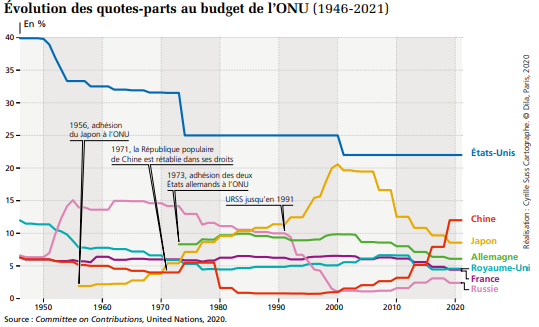 Évolution des quotes-parts au budget de l'ONU (1946-2021)
En %
40
35
30
25
20
15
10
5
0
1956, adhésion
du Japon à l'ONU
1971, la République populaire
de Chine est rétablie dans ses droits
1973, adhésion des deux
États allemands à l'ONU
URSS jusqu'en 1991
États-Unis
Chine
Japon
Allemagne
Royaume-Uni
France
Russie
1950
1960
1970
1980
1990
2000
2010
2020
Source : Committee on Contributions, United Nations, 2020.
Réalisation : Cyrille Suss Cartographe. © Dila, Paris, 2020